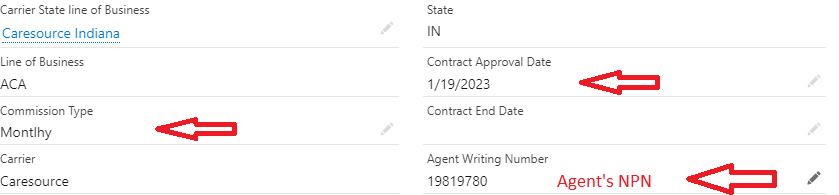 Carrier State line of Business
Caresource Indiana
State
IN
Line of Business
ACA
Contract Approval Date
1/19/2023
Commission Type
Montlhy
Contract End Date
Carrier
Caresource
Agent Writing Number
19819780 Agent's NPN